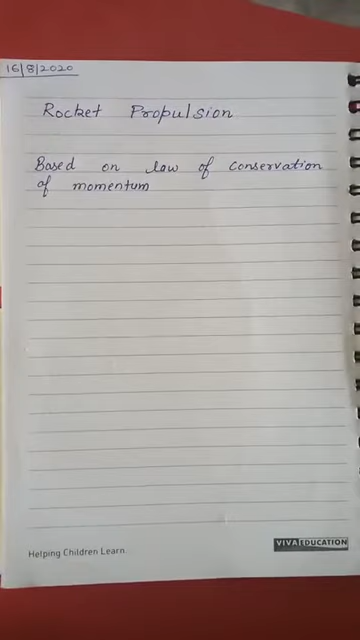 16/8/2020
Rocket Propulsion
Based on law of conservation
of momentum
Helping Children Learn
VIVA EDUCATION